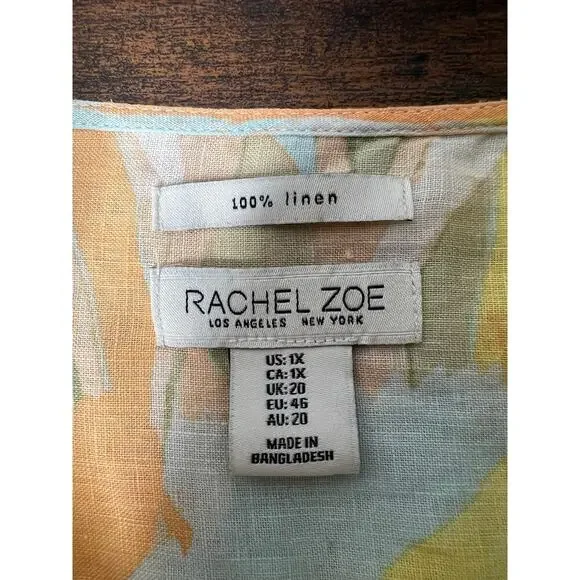 100% linen
RACHEL ZOE
LOS ANGELES NEW YORK
US: 1X
CA: 1X
UK: 20
EU: 46
AU: 20
MADE IN
BANGLADESH